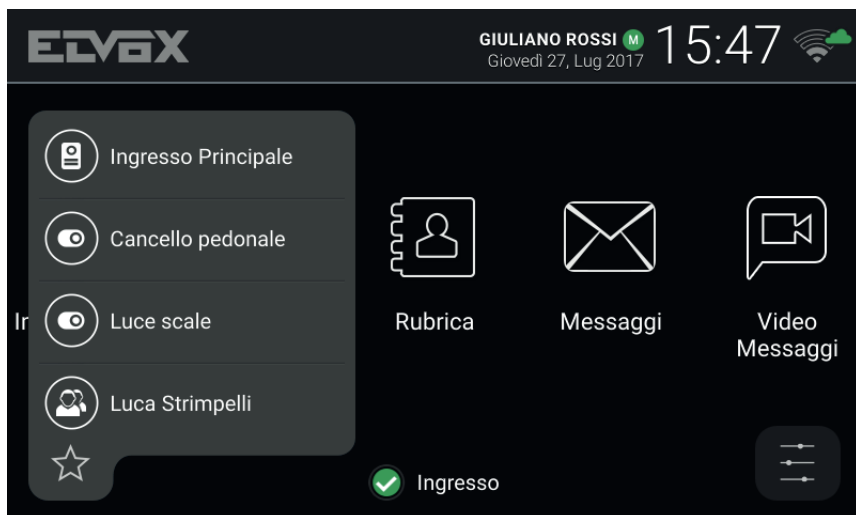 ELVOX
GIULIANO ROSSI M
Giovedì 27, Lug 2017
15:47
Ingresso Principale
Cancello pedonale
Luce scale
Luca Strimpelli
Ir
Rubrica
Messaggi
Video
Messaggi
Ingresso